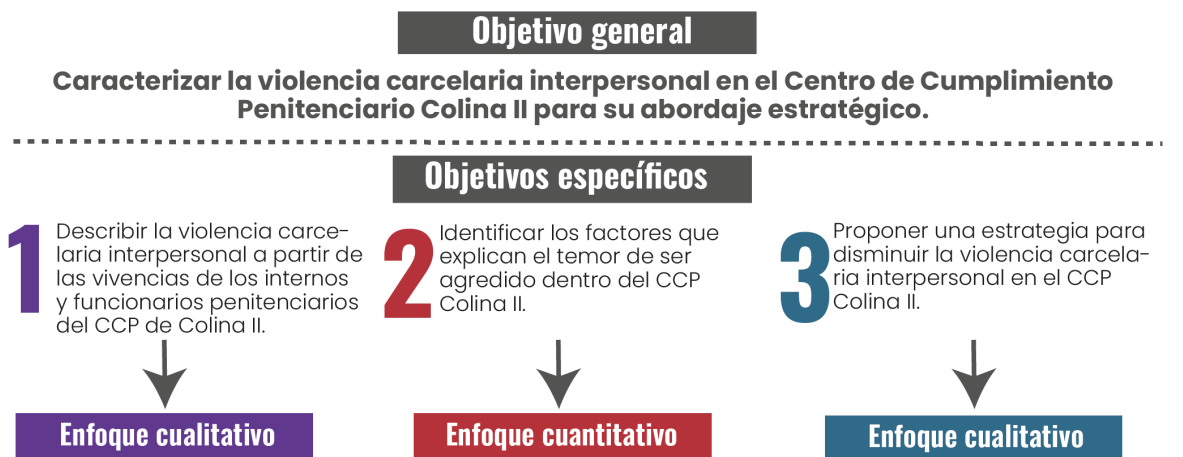 Objetivo general
Caracterizar la violencia carcelaria interpersonal en el Centro de Cumplimiento
Penitenciario Colina II para su abordaje estratégico.
Objetivos específicos
1
Describir la violencia carce-
laria interpersonal a partir de
las vivencias de los internos
y funcionarios penitenciarios
del CCP de Colina II.
2
Identificar los factores que
explican el temor de ser
agredido dentro del CCP
Colina II.
3
Proponer una estrategia para
disminuir la violencia carcela-
ria interpersonal en el CCP
Colina II.
Enfoque cualitativo
Enfoque cuantitativo
Enfoque cualitativo